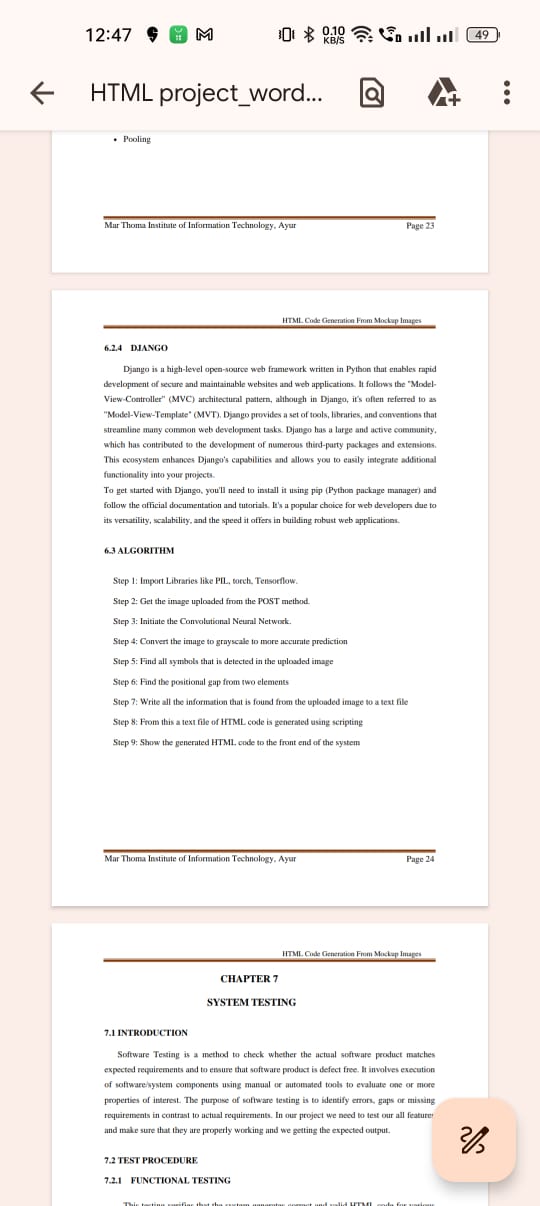 12:47
0.10
KB/S
49
HTML project_word...
• Pooling
Mar Thoma Institute of Information Technology, Ayur Page 23
HTML Code Generation From Mockup Images
6.2.4 DJANGO
Django is a high-level open-source web framework written in Python that enables rapid
development of secure and maintainable websites and web applications. It follows the "Model-
View-Controller" (MVC) architectural pattern, although in Django, it's often referred to as
"Model-View-Template" (MVT). Django provides a set of tools, libraries, and conventions that
streamline many common web development tasks. Django has a large and active community,
which has contributed to the development of numerous third-party packages and extensions.
This ecosystem enhances Django's capabilities and allows you to easily integrate additional
functionality into your projects.
To get started with Django, you'll need to install it using pip (Python package manager) and
follow the official documentation and tutorials. It's a popular choice for web developers due to
its versatility, scalability, and the speed it offers in building robust web applications.
6.3 ALGORITHM
Step 1: Import Libraries like PIL, torch, Tensorflow.
Step 2: Get the image uploaded from the POST method.
Step 3: Initiate the Convolutional Neural Network.
Step 4: Convert the image to grayscale to more accurate prediction
Step 5: Find all symbols that is detected in the uploaded image
Step 6: Find the positional gap from two elements
Step 7: Write all the information that is found from the uploaded image to a text file
Step 8: From this a text file of HTML code is generated using scripting
Step 9: Show the generated HTML code to the front end of the system
Mar Thoma Institute of Information Technology, Ayur Page 24
HTML Code Generation From Mockup Images
CHAPTER 7
SYSTEM TESTING
7.1 INTRODUCTION
Software Testing is a method to check whether the actual software product matches
expected requirements and to ensure that software product is defect free. It involves execution
of software/system components using manual or automated tools to evaluate one or more
properties of interest. The purpose of software testing is to identify errors, gaps or missing
requirements in contrast to actual requirements. In our project we need to test our all features
and make sure that they are properly working and we getting the expected output.
7.2 TEST PROCEDURE
7.2.1 FUNCTIONAL TESTING
This testing verifies that the system generates correct and valid HTML code for various